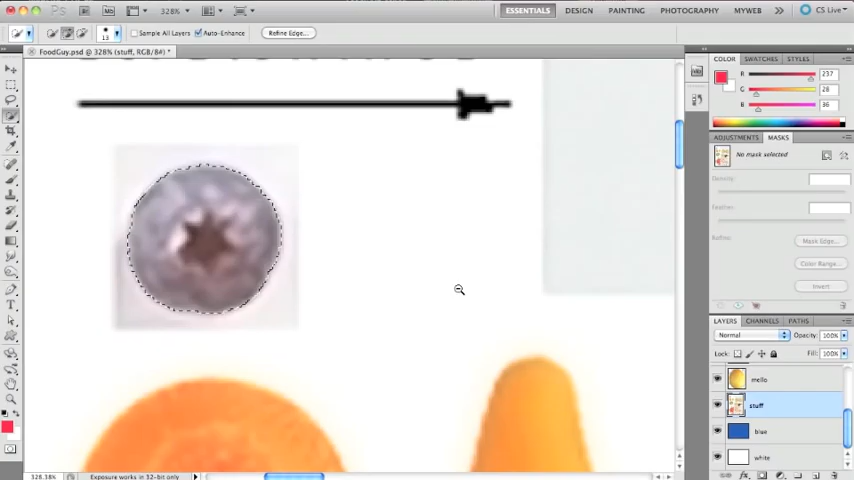 Ps Br Mb 328% ESSENTIALS DESIGN PAINTING PHOTOGRAPHY MYWEB >> CS Live
13 Sample All Layers Auto-Enhance Refine Edge...
FoodGuy.psd @ 328% (stuff, RGB/8#) *
COLOR SWATCHES STYLES
R 237
G 28
B 36
ADJUSTMENTS MASKS
No mask selected
Density:
Feather:
Refine: Mask Edge...
Color Range...
Invert
LAYERS CHANNELS PATHS
Normal Opacity: 100%
Lock: Fill: 100%
mello
stuff
blue
white
328.38% Exposure works in 32-bit only